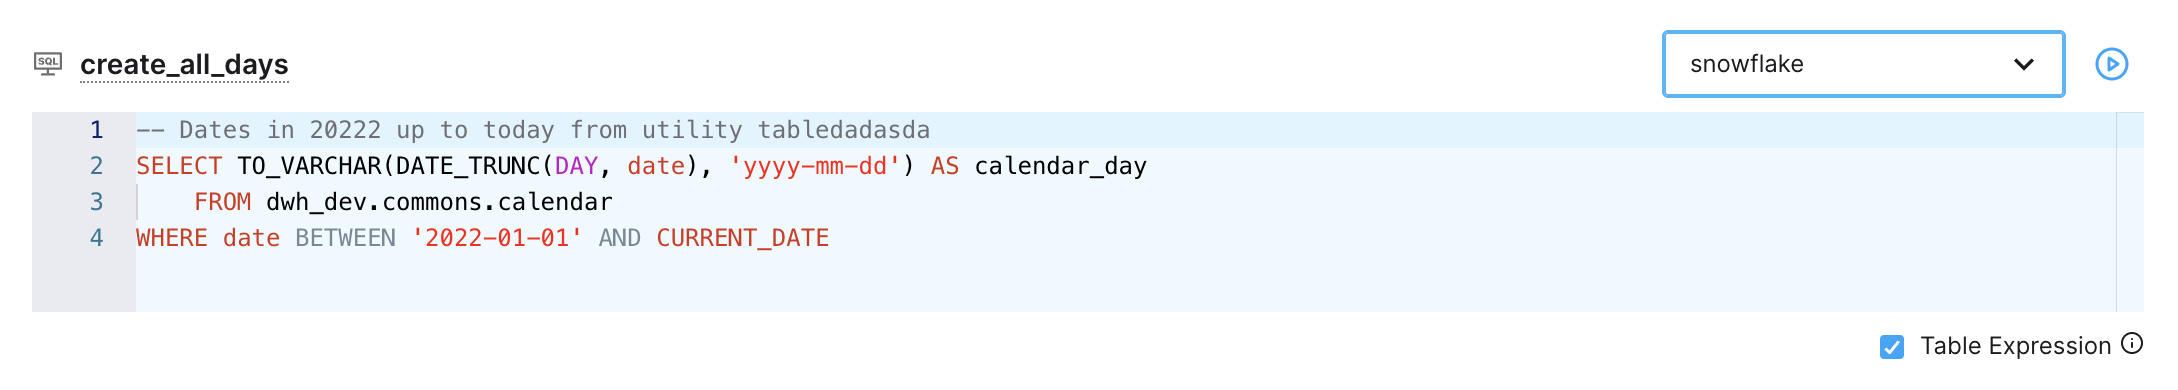 SQL create_all_days snowflake
1 -- Dates in 20222 up to today from utility tabledadasda
2 SELECT TO_VARCHAR(DATE_TRUNC(DAY, date), 'yyyy-mm-dd') AS calendar_day
3     FROM dwh_dev.commons.calendar
4 WHERE date BETWEEN '2022-01-01' AND CURRENT_DATE
Table Expression